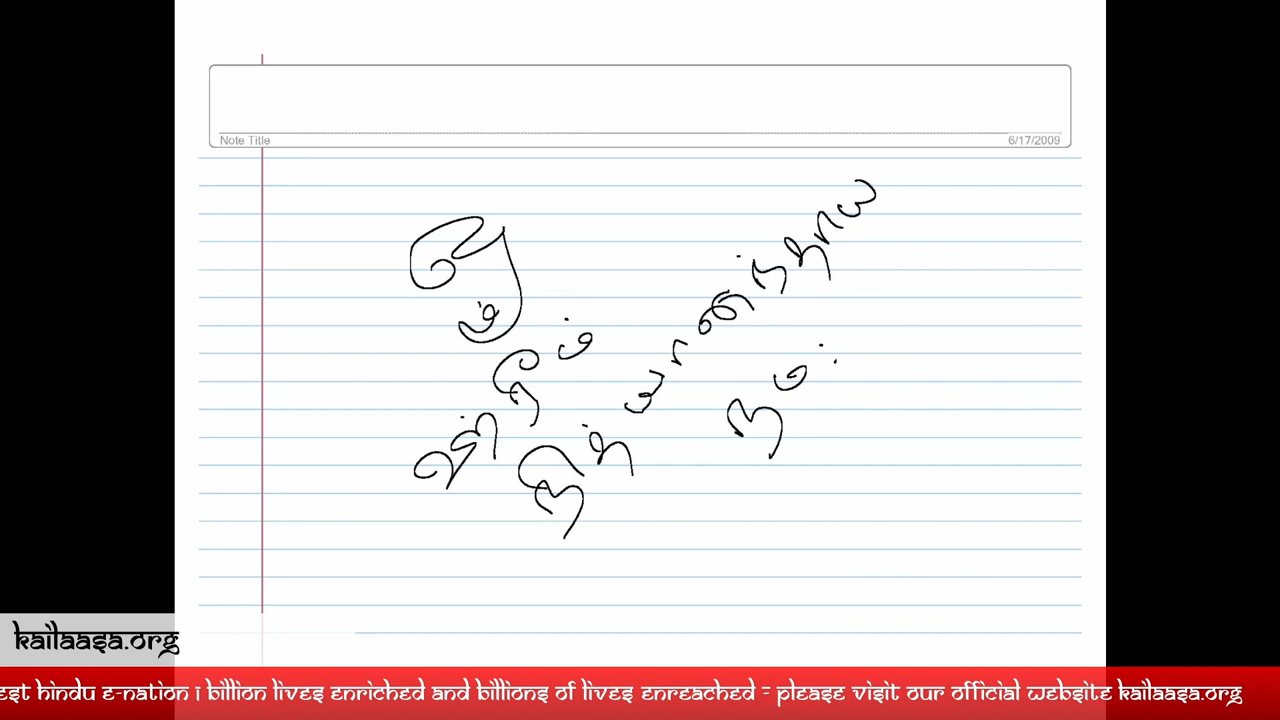 Note Title
6/17/2009
ஓம்
ஹ்ரீம்
நித்யானந்தாய
நம:
kailaasa.org
est Hindu e-nation 1 billion lives enriched and billions of lives enreached - please visit our official website kailaasa.org